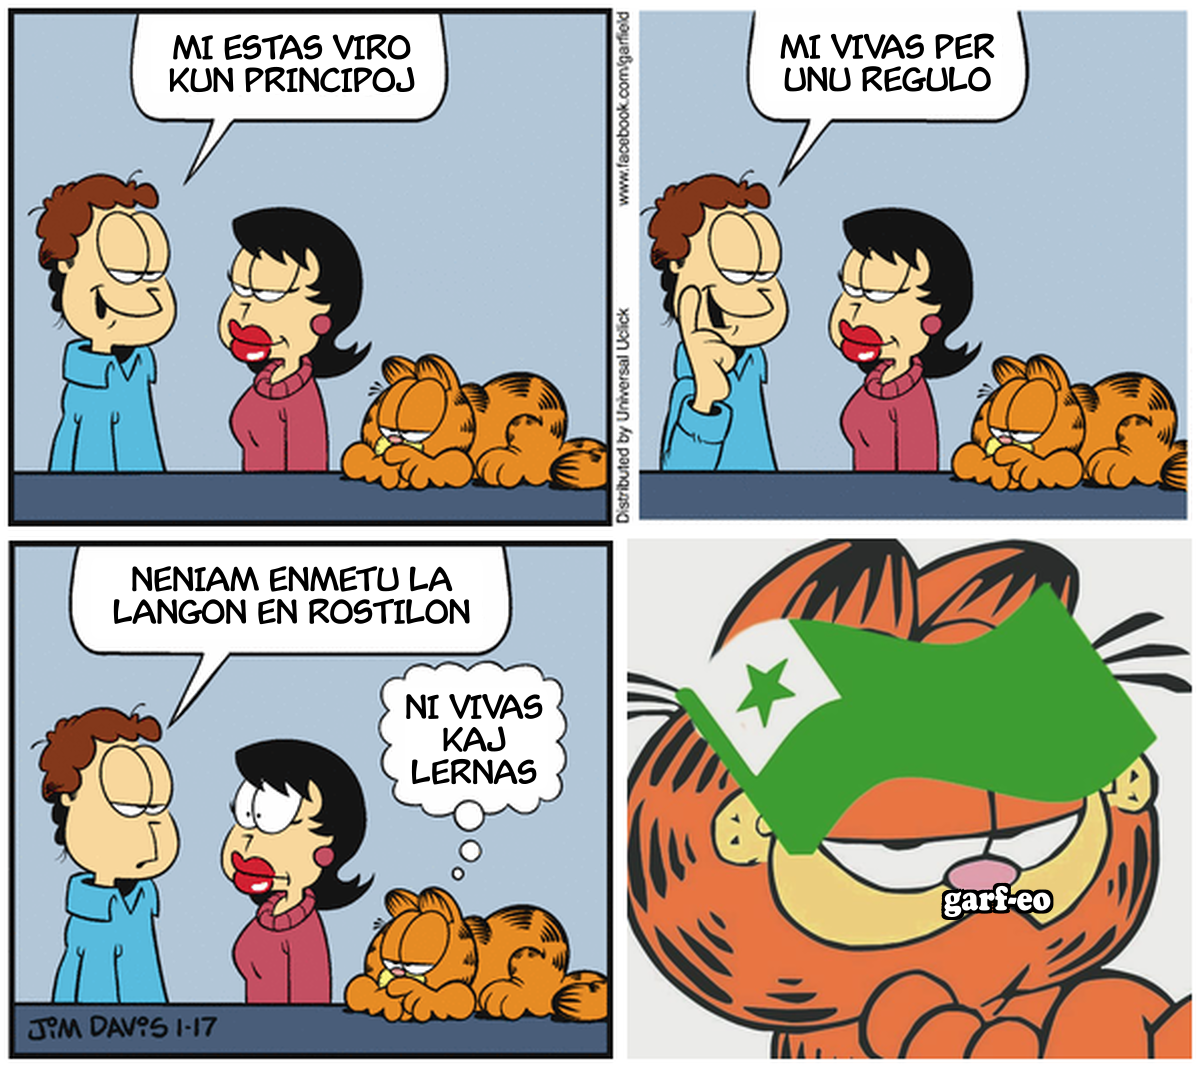 MI ESTAS VIRO
KUN PRINCIPOJ
www.facebook.com/garfield
Distributed by Universal Uclick
MI VIVAS PER
UNU REGULO
NENIAM ENMETU LA
LANGON EN ROSTILON
NI VIVAS
KAJ
LERNAS
JIM DAVIS 1-17
garf-eo